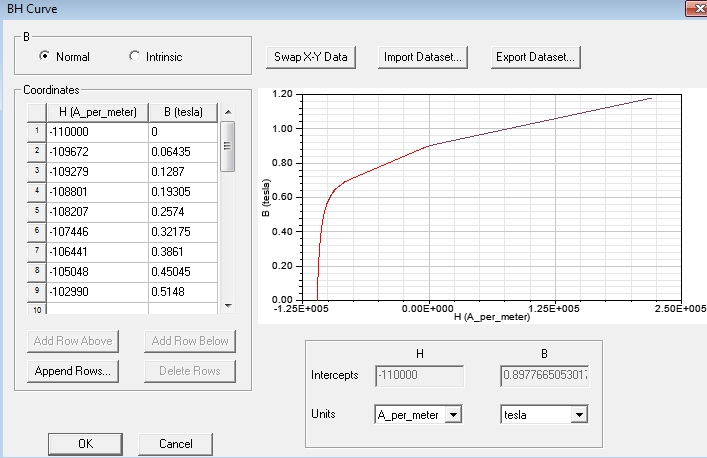 BH Curve
B
Normal
Intrinsic
Swap X-Y Data
Import Dataset...
Export Dataset...
Coordinates
H (A_per_meter) B (tesla)
1 -110000 0
2 -109672 0.06435
3 -109279 0.1287
4 -108801 0.19305
5 -108207 0.2574
6 -107446 0.32175
7 -106441 0.3861
8 -105048 0.45045
9 -102990 0.5148
10
Add Row Above
Add Row Below
Append Rows...
Delete Rows
1.20
1.00
0.80
0.60
0.40
0.20
0.00
B (tesla)
-1.25E+005 0.00E+000 1.25E+005 2.50E+005
H (A_per_meter)
H B
Intercepts -110000 0.8977665053017
Units A_per_meter tesla
OK
Cancel